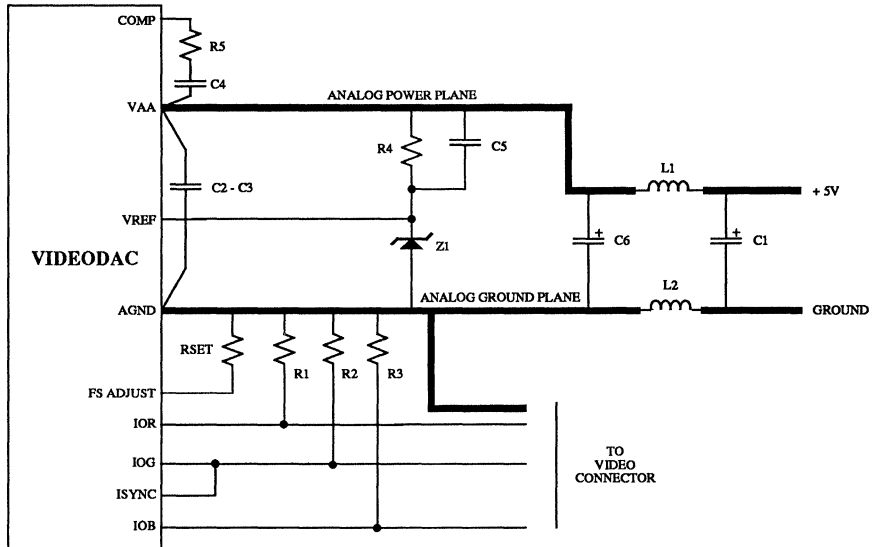 COMP
R5
C4
ANALOG POWER PLANE
VAA
R4
C5
L1
C2 - C3
+ 5V
VREF
+
C6
+
C1
Z1
VIDEODAC
L2
ANALOG GROUND PLANE
AGND
GROUND
RSET
R1
R2
R3
FS ADJUST
IOR
TO
VIDEO
CONNECTOR
IOG
ISYNC
IOB